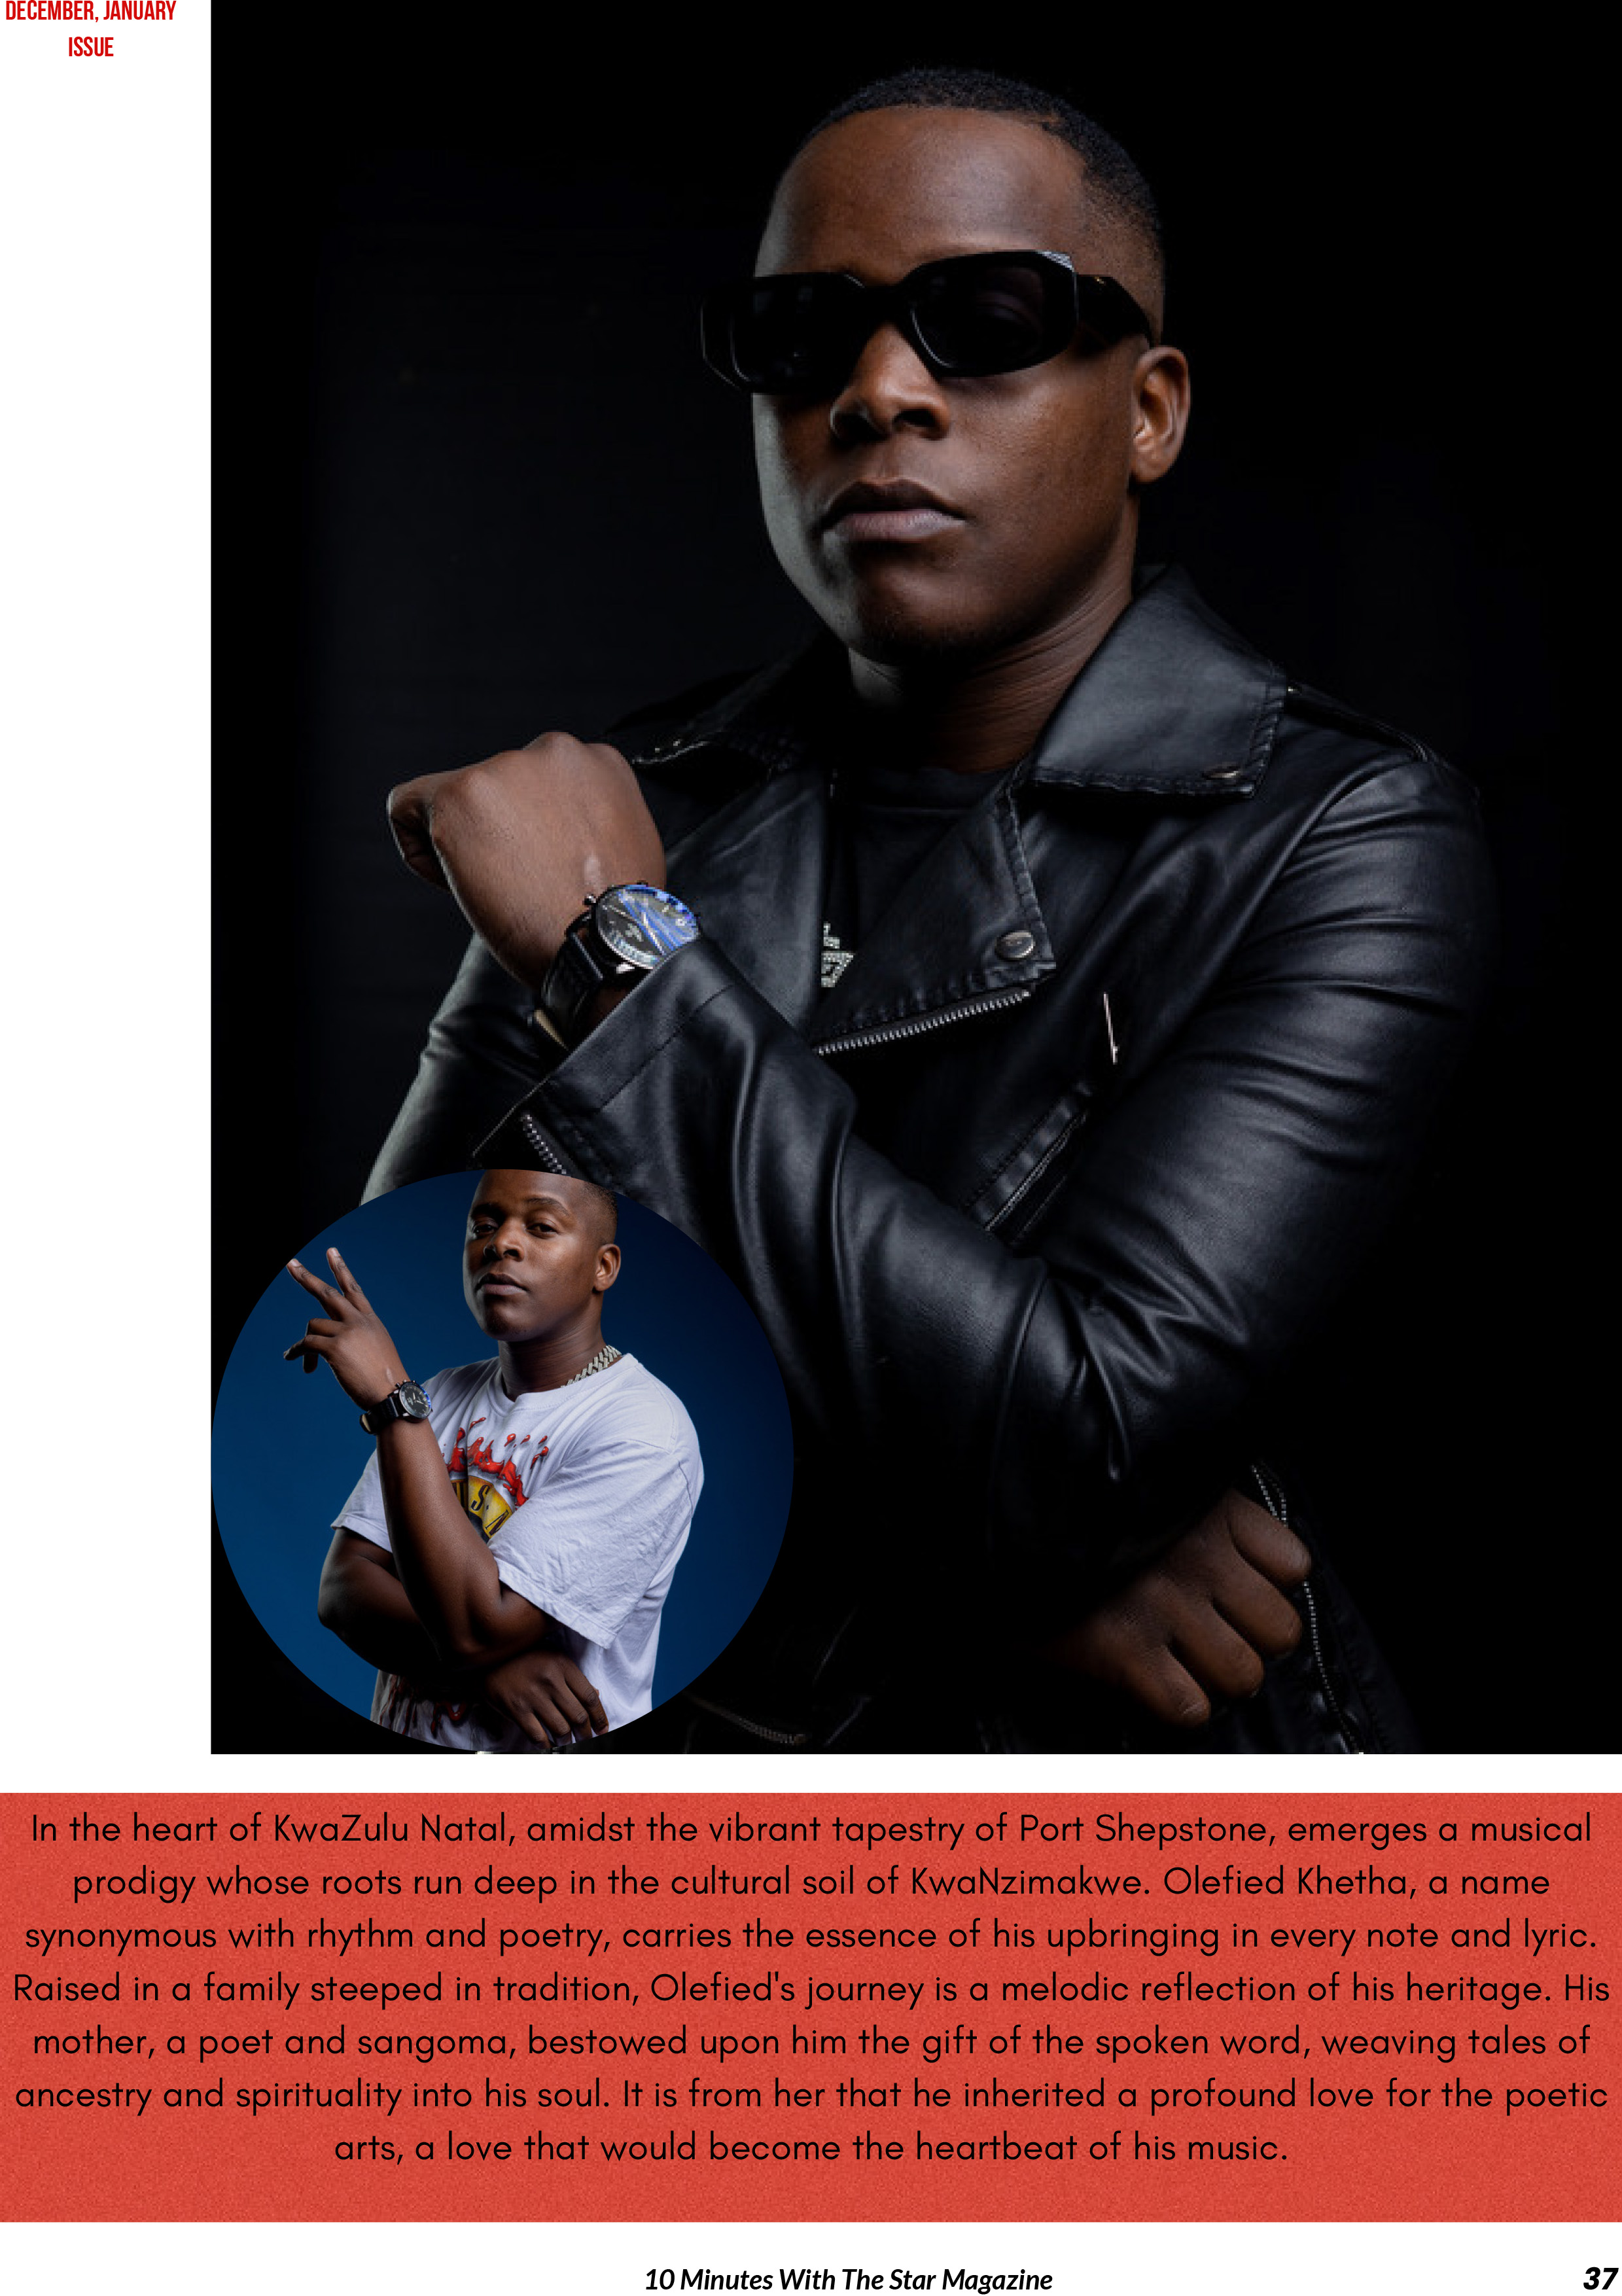 DECEMBER, JANUARY
ISSUE
In the heart of KwaZulu Natal, amidst the vibrant tapestry of Port Shepstone, emerges a musical
prodigy whose roots run deep in the cultural soil of KwaNzimakwe. Olefied Khetha, a name
synonymous with rhythm and poetry, carries the essence of his upbringing in every note and lyric.
Raised in a family steeped in tradition, Olefied's journey is a melodic reflection of his heritage. His
mother, a poet and sangoma, bestowed upon him the gift of the spoken word, weaving tales of
ancestry and spirituality into his soul. It is from her that he inherited a profound love for the poetic
arts, a love that would become the heartbeat of his music.
10 Minutes With The Star Magazine
37